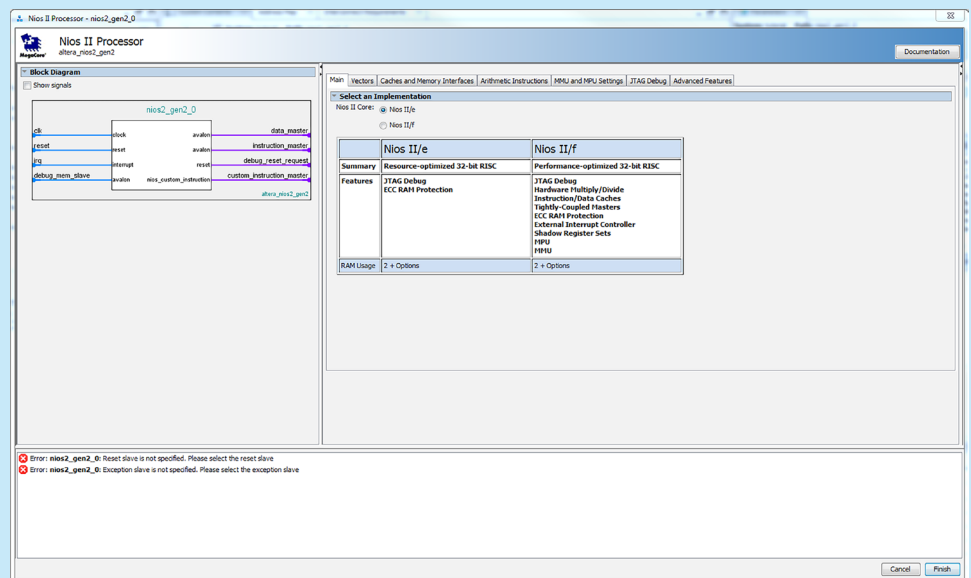 Nios II Processor - nios2_gen2_0
Nios II Processor
altera_nios2_gen2
MegaCore
Documentation
Block Diagram
Show signals
nios2_gen2_0
clk
clock
avalon
data_master
reset
reset
avalon
instruction_master
irq
interrupt
reset
debug_reset_request
debug_mem_slave
avalon
nios_custom_instruction
custom_instruction_master
altera_nios2_gen2
Main Vectors Caches and Memory Interfaces Arithmetic Instructions MMU and MPU Settings JTAG Debug Advanced Features
Select an Implementation
Nios II Core: Nios II/e
Nios II/f
Nios II/e Nios II/f
Summary Resource-optimized 32-bit RISC Performance-optimized 32-bit RISC
Features JTAG Debug JTAG Debug
ECC RAM Protection Hardware Multiply/Divide
Instruction/Data Caches
Tightly-Coupled Masters
ECC RAM Protection
External Interrupt Controller
Shadow Register Sets
MPU
MMU
RAM Usage 2 + Options 2 + Options
Error: nios2_gen2_0: Reset slave is not specified. Please select the reset slave
Error: nios2_gen2_0: Exception slave is not specified. Please select the exception slave
Cancel Finish